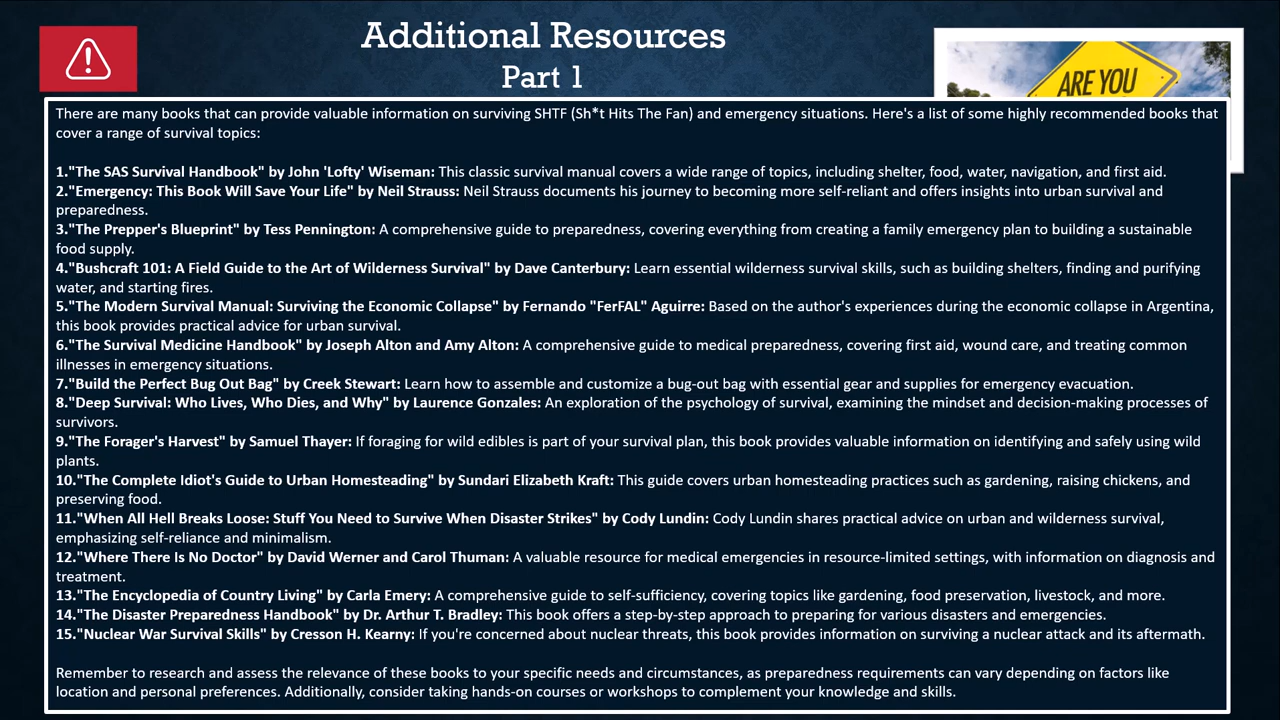 Additional Resources
Part 1
ARE YOU
There are many books that can provide valuable information on surviving SHTF (Sh*t Hits The Fan) and emergency situations. Here's a list of some highly recommended books that
cover a range of survival topics:
1."The SAS Survival Handbook" by John 'Lofty' Wiseman: This classic survival manual covers a wide range of topics, including shelter, food, water, navigation, and first aid.
2."Emergency: This Book Will Save Your Life" by Neil Strauss: Neil Strauss documents his journey to becoming more self-reliant and offers insights into urban survival and
preparedness.
3."The Prepper's Blueprint" by Tess Pennington: A comprehensive guide to preparedness, covering everything from creating a family emergency plan to building a sustainable
food supply.
4."Bushcraft 101: A Field Guide to the Art of Wilderness Survival" by Dave Canterbury: Learn essential wilderness survival skills, such as building shelters, finding and purifying
water, and starting fires.
5."The Modern Survival Manual: Surviving the Economic Collapse" by Fernando "FerFAL" Aguirre: Based on the author's experiences during the economic collapse in Argentina,
this book provides practical advice for urban survival.
6."The Survival Medicine Handbook" by Joseph Alton and Amy Alton: A comprehensive guide to medical preparedness, covering first aid, wound care, and treating common
illnesses in emergency situations.
7."Build the Perfect Bug Out Bag" by Creek Stewart: Learn how to assemble and customize a bug-out bag with essential gear and supplies for emergency evacuation.
8."Deep Survival: Who Lives, Who Dies, and Why" by Laurence Gonzales: An exploration of the psychology of survival, examining the mindset and decision-making processes of
survivors.
9."The Forager's Harvest" by Samuel Thayer: If foraging for wild edibles is part of your survival plan, this book provides valuable information on identifying and safely using wild
plants.
10."The Complete Idiot's Guide to Urban Homesteading" by Sundari Elizabeth Kraft: This guide covers urban homesteading practices such as gardening, raising chickens, and
preserving food.
11."When All Hell Breaks Loose: Stuff You Need to Survive When Disaster Strikes" by Cody Lundin: Cody Lundin shares practical advice on urban and wilderness survival,
emphasizing self-reliance and minimalism.
12."Where There Is No Doctor" by David Werner and Carol Thuman: A valuable resource for medical emergencies in resource-limited settings, with information on diagnosis and
treatment.
13."The Encyclopedia of Country Living" by Carla Emery: A comprehensive guide to self-sufficiency, covering topics like gardening, food preservation, livestock, and more.
14."The Disaster Preparedness Handbook" by Dr. Arthur T. Bradley: This book offers a step-by-step approach to preparing for various disasters and emergencies.
15."Nuclear War Survival Skills" by Cresson H. Kearny: If you're concerned about nuclear threats, this book provides information on surviving a nuclear attack and its aftermath.
Remember to research and assess the relevance of these books to your specific needs and circumstances, as preparedness requirements can vary depending on factors like
location and personal preferences. Additionally, consider taking hands-on courses or workshops to complement your knowledge and skills.